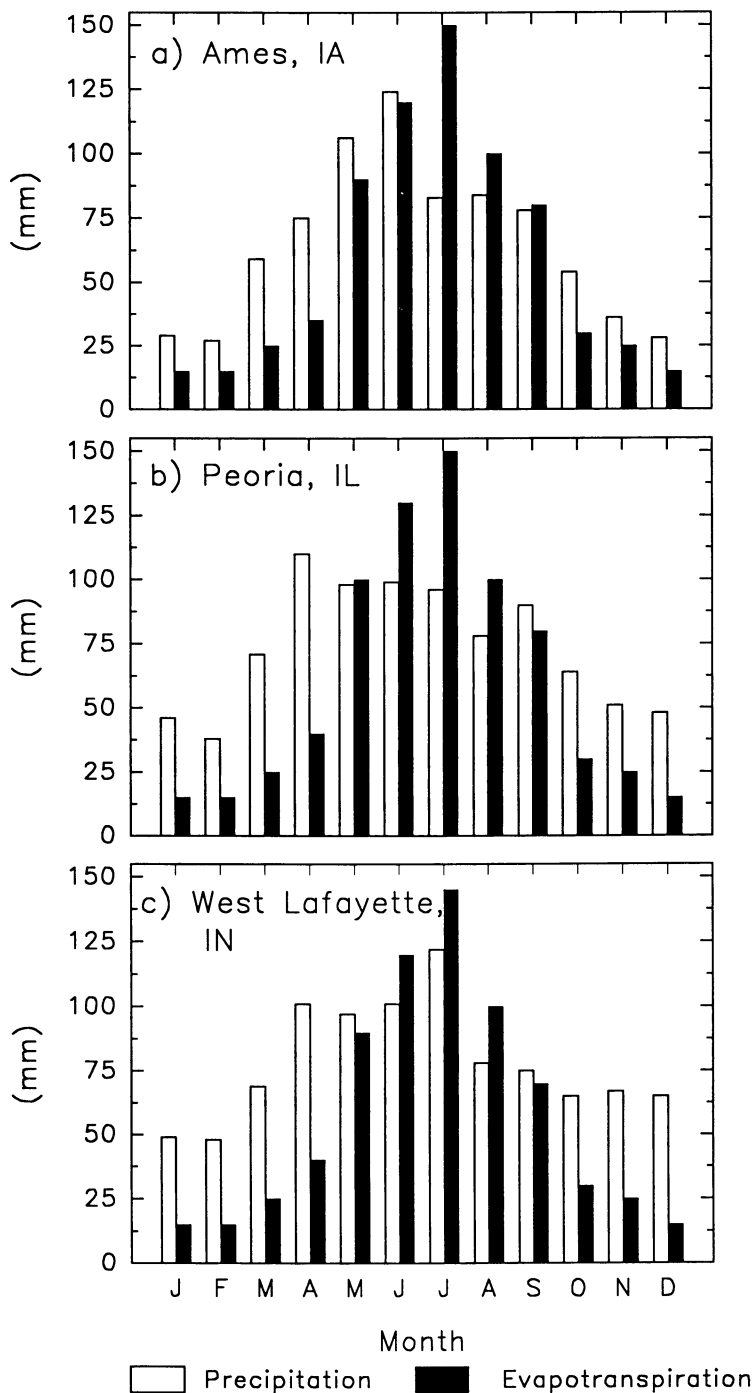 a) Ames, IA
150
125
100
75
50
25
0
(mm)
b) Peoria, IL
150
125
100
75
50
25
0
(mm)
c) West Lafayette,
IN
150
125
100
75
50
25
0
(mm)
J F M A M J J A S O N D
Month
Precipitation Evapotranspiration